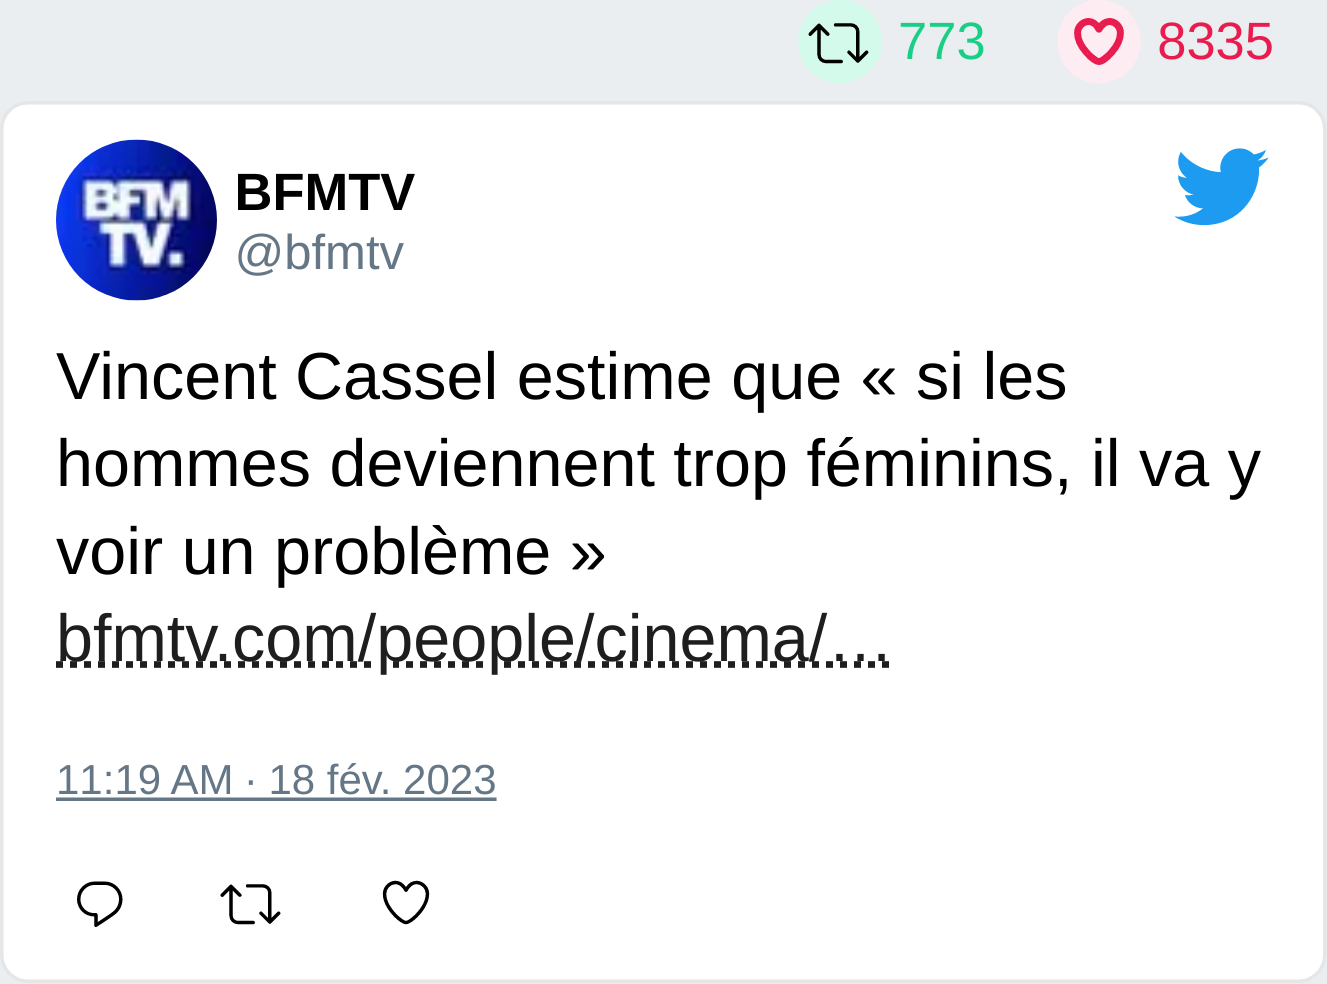 773 8335
BFM
TV.
BFMTV
@bfmtv
Vincent Cassel estime que « si les
hommes deviennent trop féminins, il va y
voir un problème »
bfmtv.com/people/cinema/...
11:19 AM · 18 fév. 2023